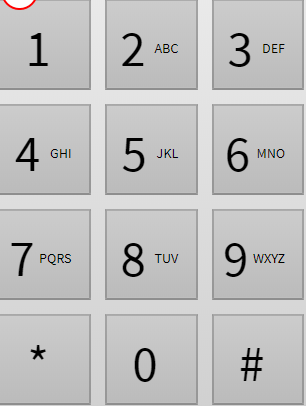 1 2 ABC 3 DEF
4 GHI 5 JKL 6 MNO
7 PQRS 8 TUV 9 WXYZ
* 0 #